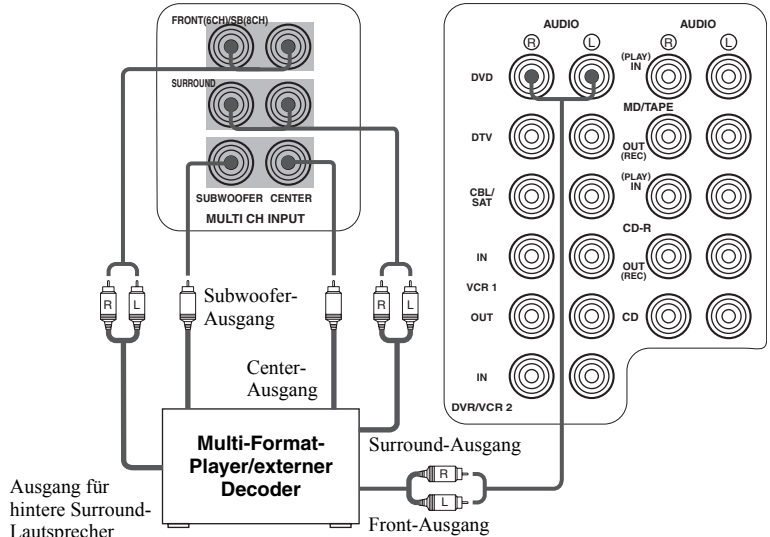 FRONT(6CH)/SB(8CH)
SURROUND
SUBWOOFER CENTER
MULTI CH INPUT
AUDIO AUDIO
R L R L
DVD
(PLAY)
IN
MD/TAPE
DTV
OUT
(REC)
CBL/
SAT
(PLAY)
IN
CD-R
IN
OUT
(REC)
VCR 1
OUT
CD
IN
DVR/VCR 2
R L
Subwoofer-
Ausgang
R L
Center-
Ausgang
Multi-Format-
Player/externer
Decoder
Surround-Ausgang
R
L
Front-Ausgang
Ausgang für
hintere Surround-
Lautsprecher